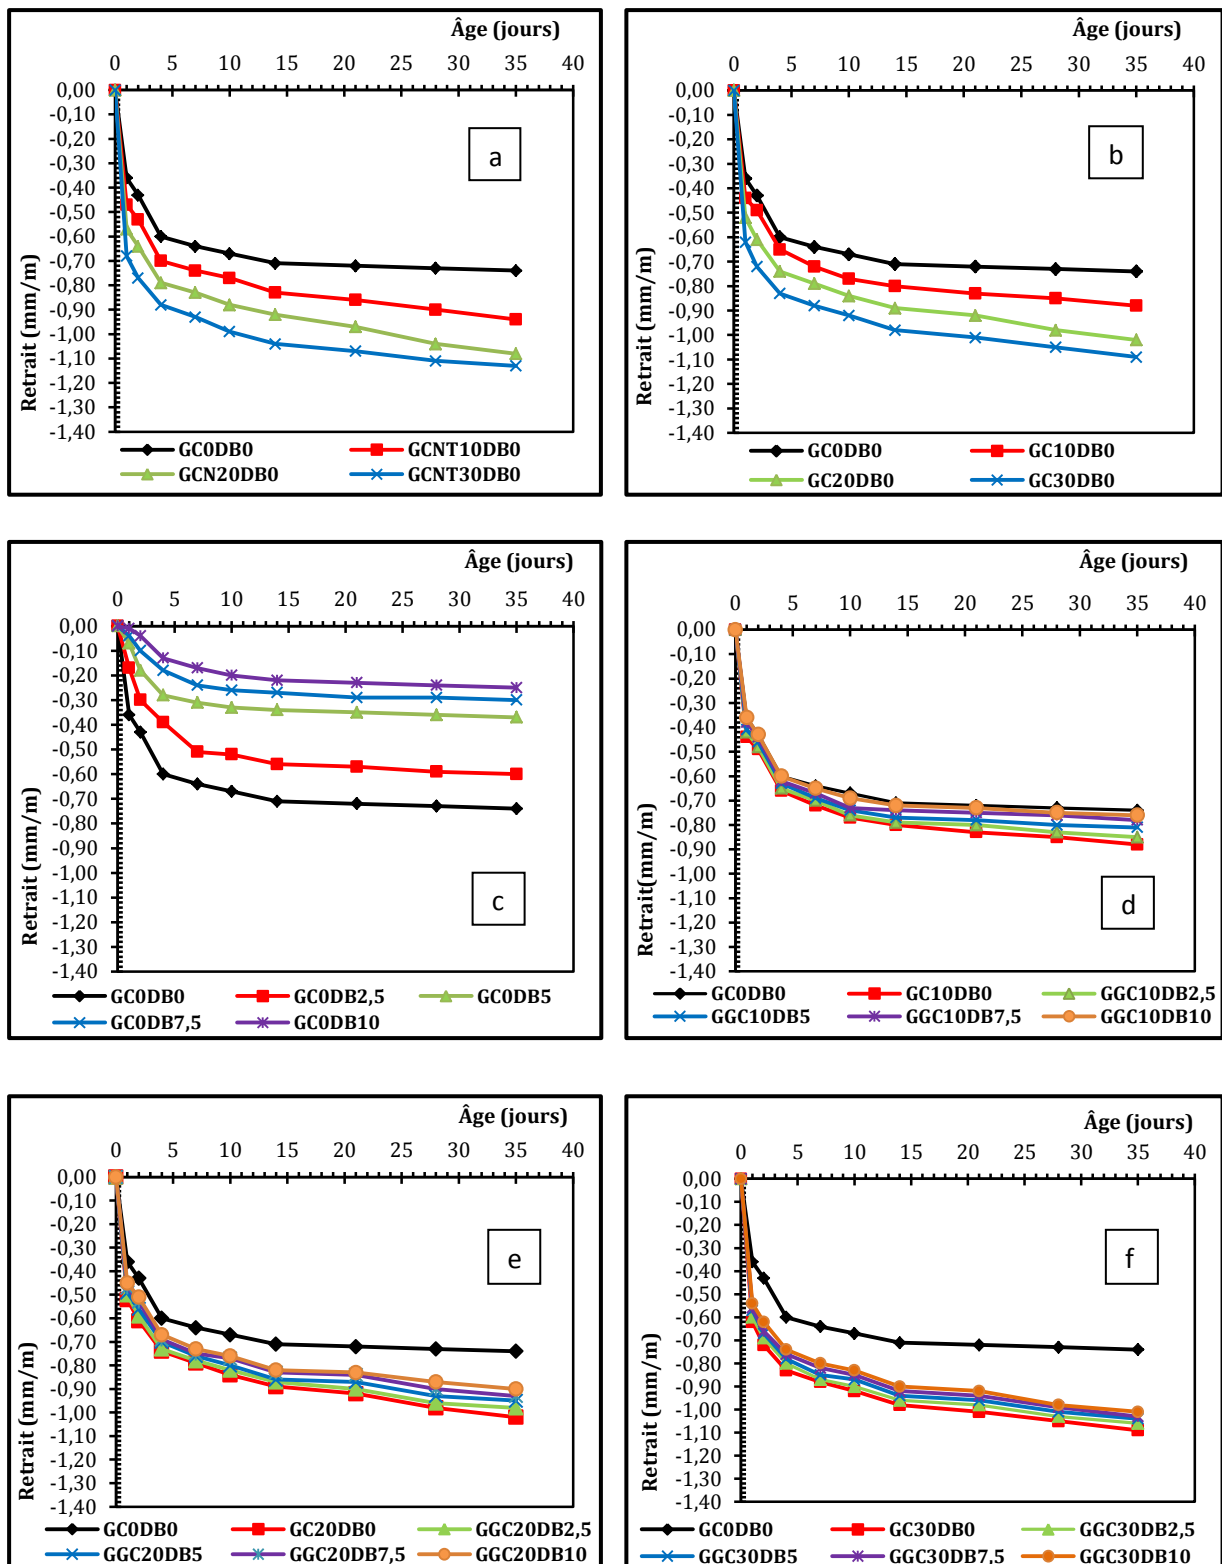 Âge (jours)
0 5 10 15 20 25 30 35 40
0,00
-0,10
-0,20
-0,30
-0,40
-0,50
-0,60
-0,70
-0,80
-0,90
-1,00
-1,10
-1,20
-1,30
-1,40
Retrait (mm/m)
a
GC0DB0 GCNT10DB0
GCN20DB0 GCNT30DB0
Âge (jours)
0 5 10 15 20 25 30 35 40
0,00
-0,10
-0,20
-0,30
-0,40
-0,50
-0,60
-0,70
-0,80
-0,90
-1,00
-1,10
-1,20
-1,30
-1,40
Retrait (mm/m)
b
GC0DB0 GC10DB0
GC20DB0 GC30DB0
Âge (jours)
0 5 10 15 20 25 30 35 40
0,00
-0,10
-0,20
-0,30
-0,40
-0,50
-0,60
-0,70
-0,80
-0,90
-1,00
-1,10
-1,20
-1,30
-1,40
Retrait (mm/m)
c
GC0DB0 GC0DB2,5 GC0DB5
GC0DB7,5 GC0DB10
Âge (jours)
0 5 10 15 20 25 30 35 40
0,00
-0,10
-0,20
-0,30
-0,40
-0,50
-0,60
-0,70
-0,80
-0,90
-1,00
-1,10
-1,20
-1,30
-1,40
Retrait(mm/m)
d
GC0DB0 GC10DB0 GGC10DB2,5
GGC10DB5 GGC10DB7,5 GGC10DB10
Âge (jours)
0 5 10 15 20 25 30 35 40
0,00
-0,10
-0,20
-0,30
-0,40
-0,50
-0,60
-0,70
-0,80
-0,90
-1,00
-1,10
-1,20
-1,30
-1,40
Retrait (mm/m)
e
GC0DB0 GC20DB0 GGC20DB2,5
GGC20DB5 GGC20DB7,5 GGC20DB10
Âge (jours)
0 5 10 15 20 25 30 35 40
0,00
-0,10
-0,20
-0,30
-0,40
-0,50
-0,60
-0,70
-0,80
-0,90
-1,00
-1,10
-1,20
-1,30
-1,40
Retrait (mm/m)
f
GC0DB0 GC30DB0 GGC30DB2,5
GGC30DB5 GGC30DB7,5 GGC30DB10